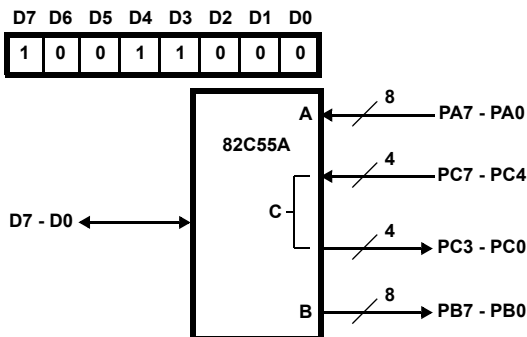 D7 D6 D5 D4 D3 D2 D1 D0
1 0 0 1 1 0 0 0
A 8 PA7 - PA0
82C55A
4 PC7 - PC4
C
D7 - D0
4 PC3 - PC0
B 8 PB7 - PB0